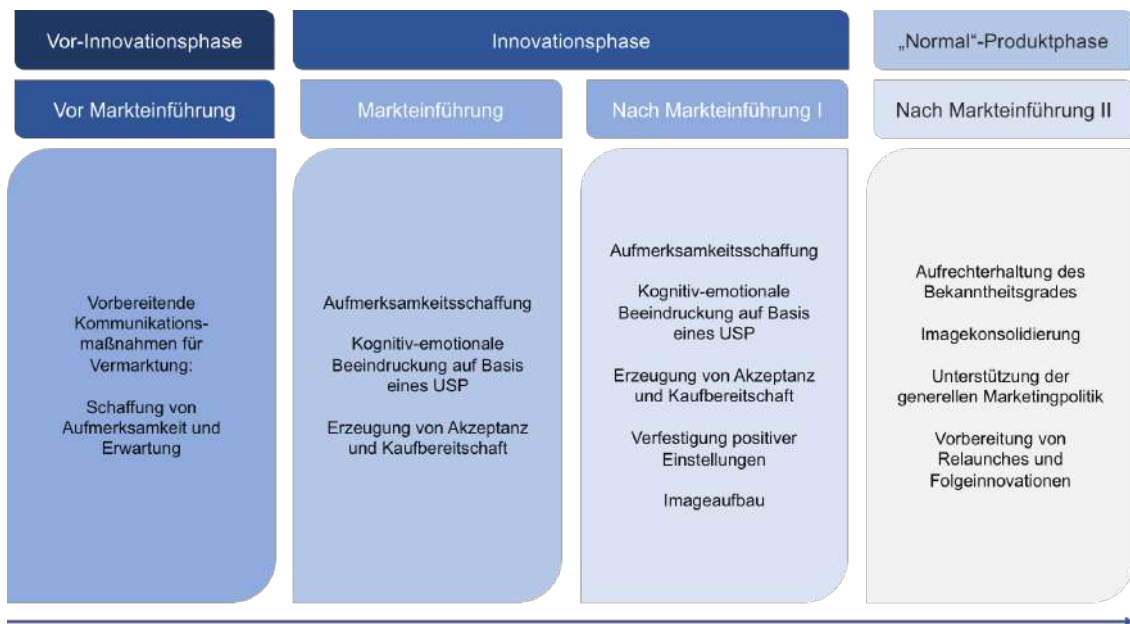 Vor-Innovationsphase
Innovationsphase
„Normal“-Produktphase
Vor Markteinführung
Markteinführung
Nach Markteinführung I
Nach Markteinführung II
Vorbereitende
Kommunikations-
maßnahmen für
Vermarktung:
Schaffung von
Aufmerksamkeit und
Erwartung
Aufmerksamkeitsschaffung
Kognitiv-emotionale
Beeindruckung auf Basis
eines USP
Erzeugung von Akzeptanz
und Kaufbereitschaft
Aufmerksamkeitsschaffung
Kognitiv-emotionale
Beeindruckung auf Basis
eines USP
Erzeugung von Akzeptanz
und Kaufbereitschaft
Verfestigung positiver
Einstellungen
Imageaufbau
Aufrechterhaltung des
Bekanntheitsgrades
Imagekonsolidierung
Unterstützung der
generellen Marketingpolitik
Vorbereitung von
Relaunches und
Folgeinnovationen